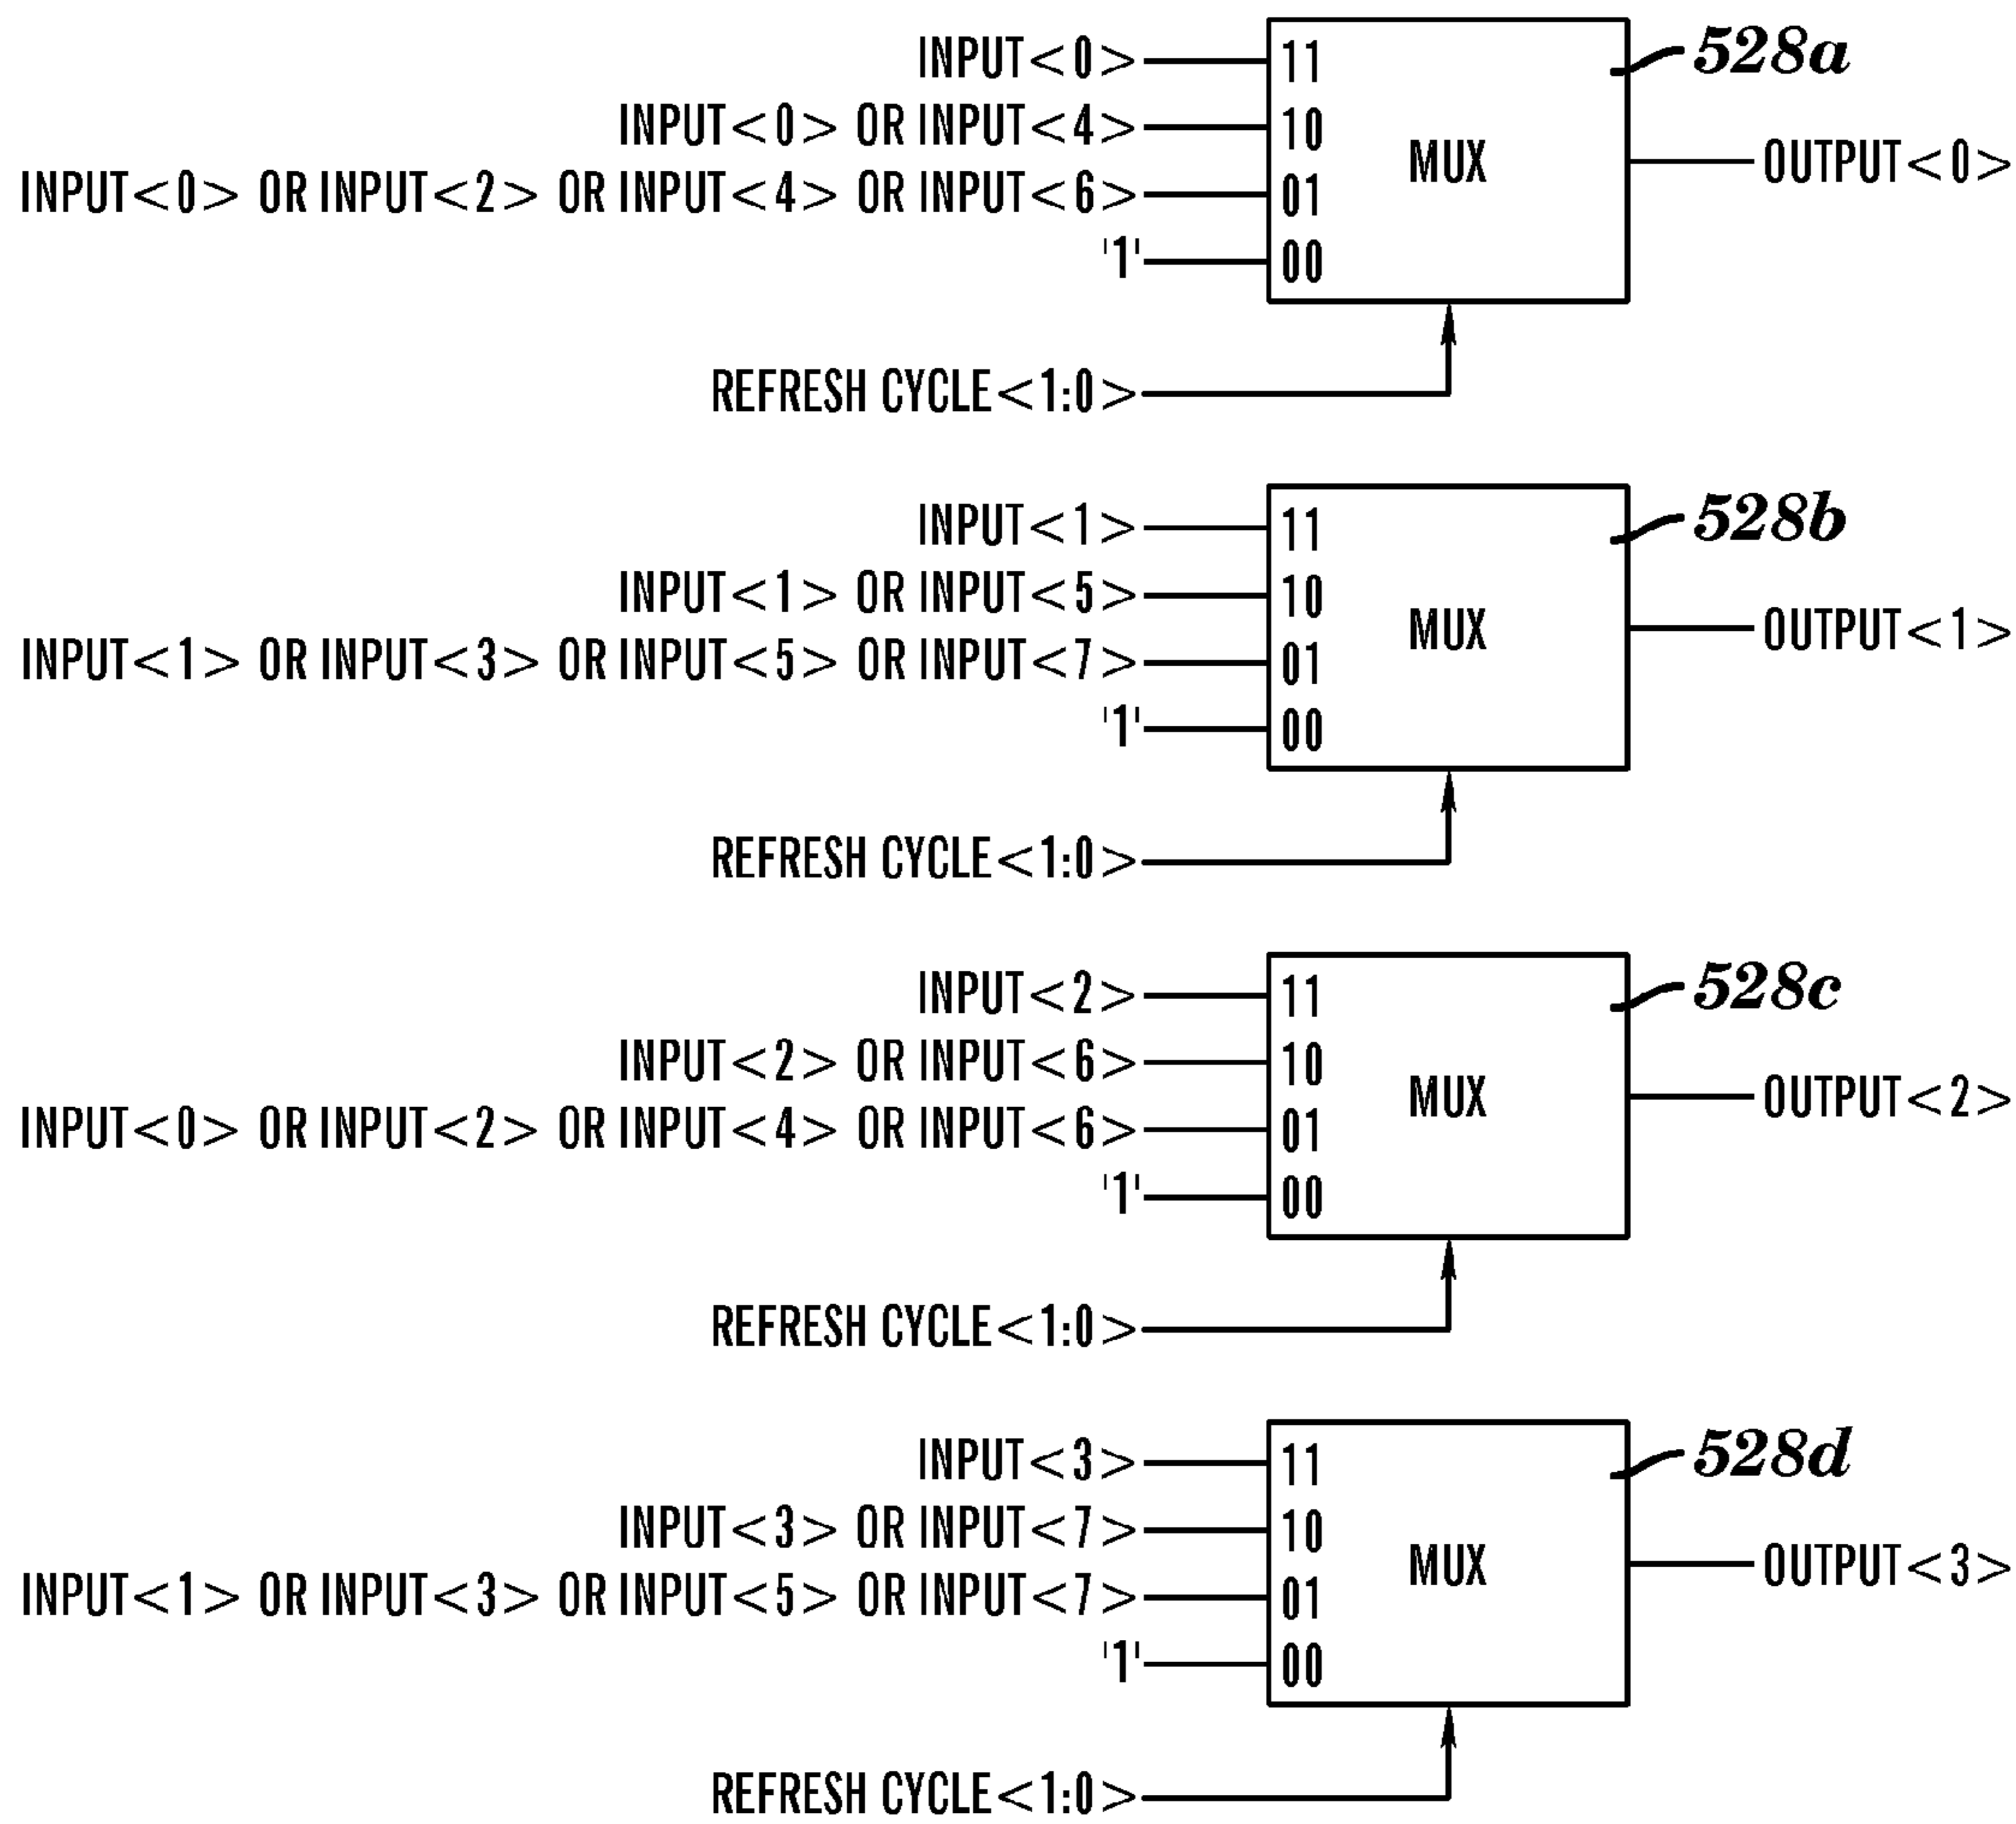 INPUT<0> 11 528a
INPUT<0> OR INPUT<4> 10
MUX OUTPUT<0>
INPUT<0> OR INPUT<2> OR INPUT<4> OR INPUT<6> 01
'1' 00
REFRESH CYCLE<1:0>
INPUT<1> 11 528b
INPUT<1> OR INPUT<5> 10
MUX OUTPUT<1>
INPUT<1> OR INPUT<3> OR INPUT<5> OR INPUT<7> 01
'1' 00
REFRESH CYCLE<1:0>
INPUT<2> 11 528c
INPUT<2> OR INPUT<6> 10
MUX OUTPUT<2>
INPUT<0> OR INPUT<2> OR INPUT<4> OR INPUT<6> 01
'1' 00
REFRESH CYCLE<1:0>
INPUT<3> 11 528d
INPUT<3> OR INPUT<7> 10
MUX OUTPUT<3>
INPUT<1> OR INPUT<3> OR INPUT<5> OR INPUT<7> 01
'1' 00
REFRESH CYCLE<1:0>